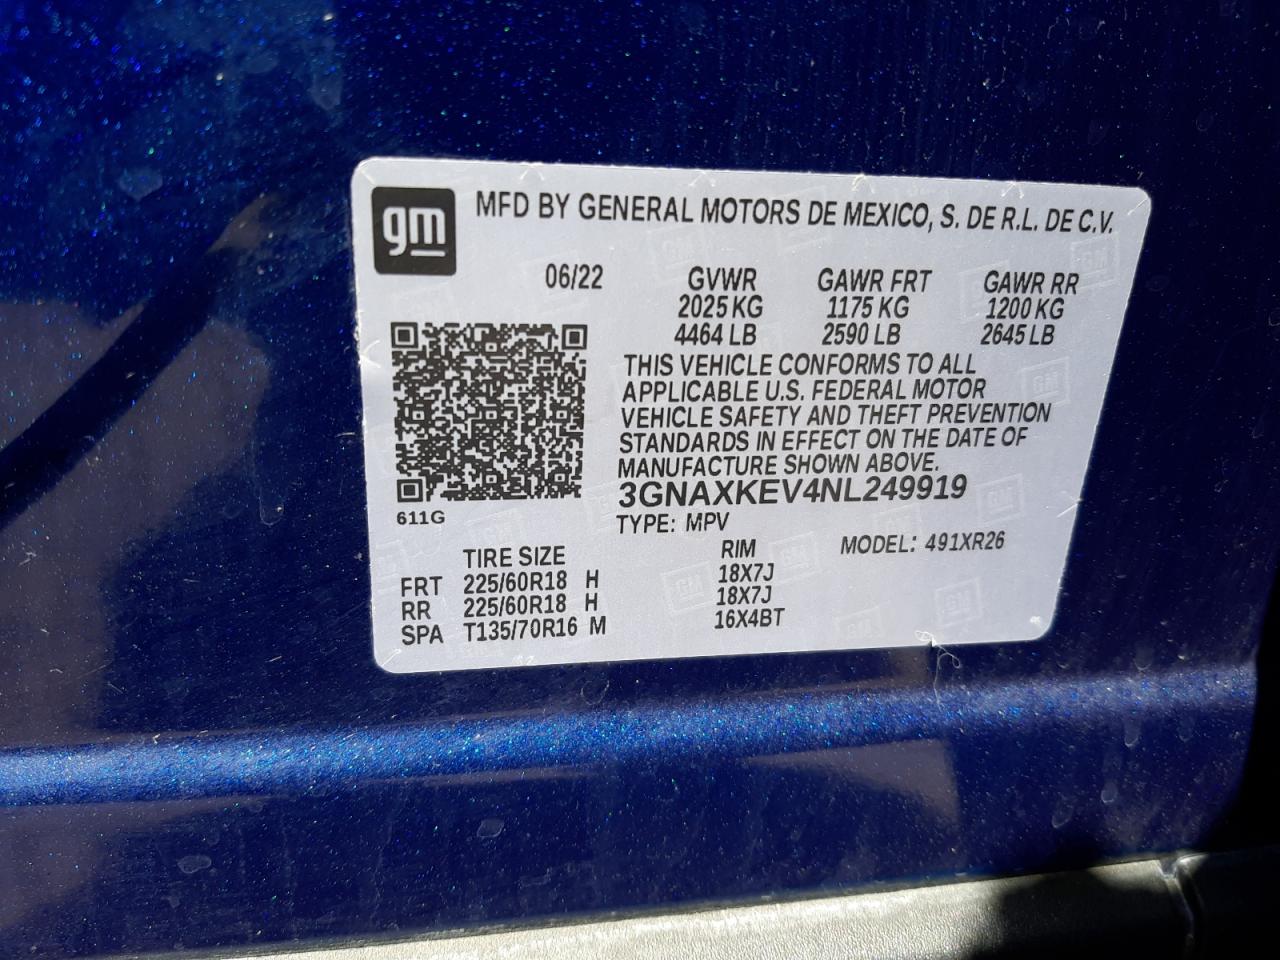 gm MFD BY GENERAL MOTORS DE MEXICO, S. DE R.L. DE C.V.
06/22 GVWR GAWR FRT GAWR RR
2025 KG 1175 KG 1200 KG
4464 LB 2590 LB 2645 LB
THIS VEHICLE CONFORMS TO ALL
APPLICABLE U.S. FEDERAL MOTOR
VEHICLE SAFETY AND THEFT PREVENTION
STANDARDS IN EFFECT ON THE DATE OF
MANUFACTURE SHOWN ABOVE.
3GNAXKEV4NL249919
611G
TYPE: MPV MODEL: 491XR26
TIRE SIZE RIM
FRT 225/60R18 H 18X7J
RR 225/60R18 H 18X7J
SPA T135/70R16 M 16X4BT